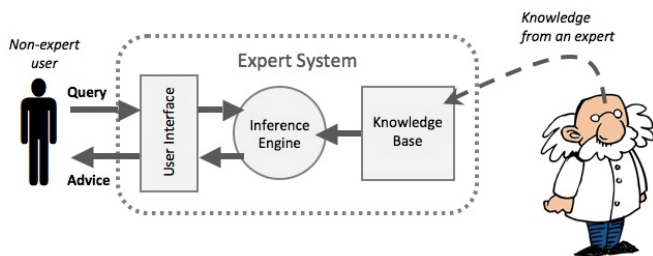 Non-expert
user
Knowledge
from an expert
Expert System
Query
User Interface
Inference
Engine
Knowledge
Base
Advice